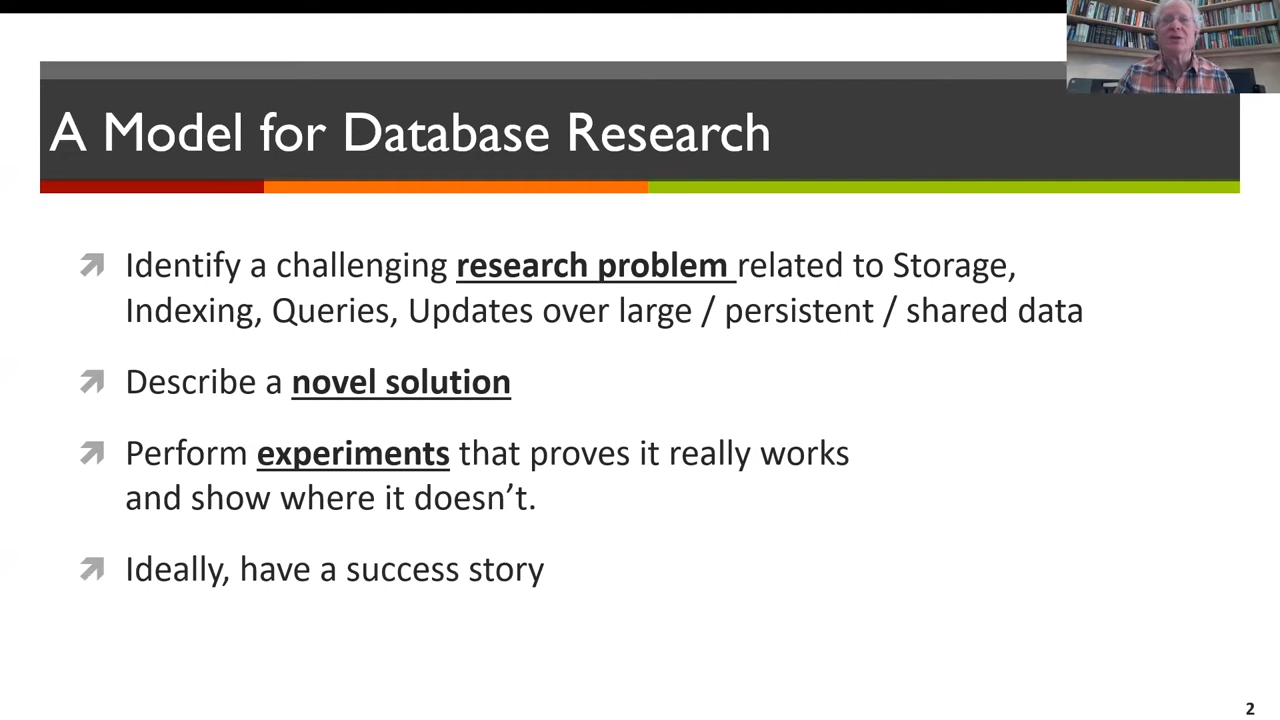 A Model for Database Research
Identify a challenging research problem related to Storage,
Indexing, Queries, Updates over large / persistent / shared data
Describe a novel solution
Perform experiments that proves it really works
and show where it doesn’t.
Ideally, have a success story
2